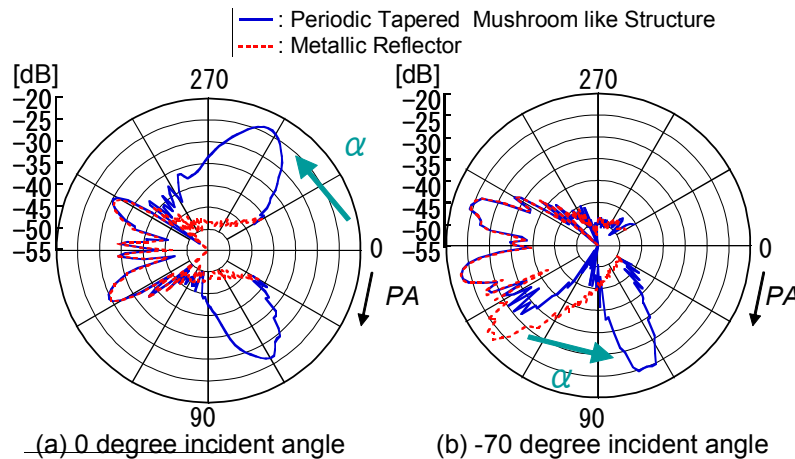 : Periodic Tapered Mushroom like Structure
: Metallic Reflector
[dB]
270
[dB]
270
-20
-25
-30
-35
-40
-45
-50
-55
α
0
PA
90
-20
-25
-30
-35
-40
-45
-50
-55
0
PA
α
90
(a) 0 degree incident angle
(b) -70 degree incident angle